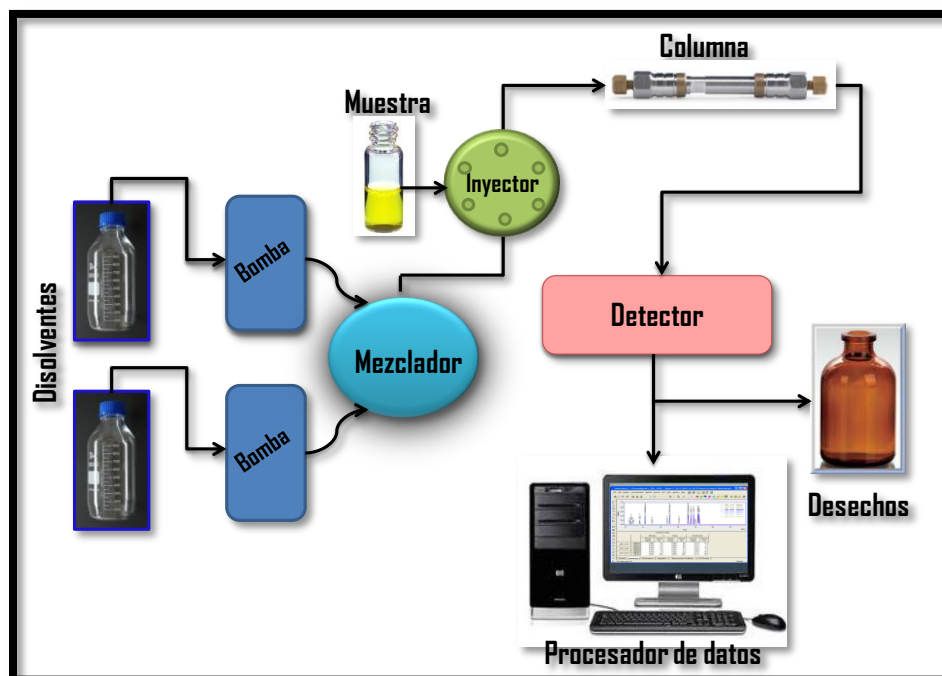 Columna
Muestra
Inyector
Disolventes
Bomba
Mezclador
Bomba
Detector
Desechos
Procesador de datos